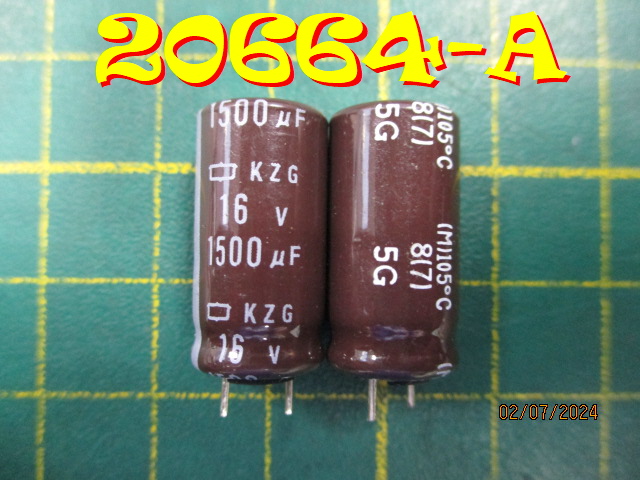 20664-A
1500 µF
KZG
16 V
1500 µF
KZG
16 V
)105°C
8(7)
5G
(M)105°C
8(7)
5G
02/07/2024